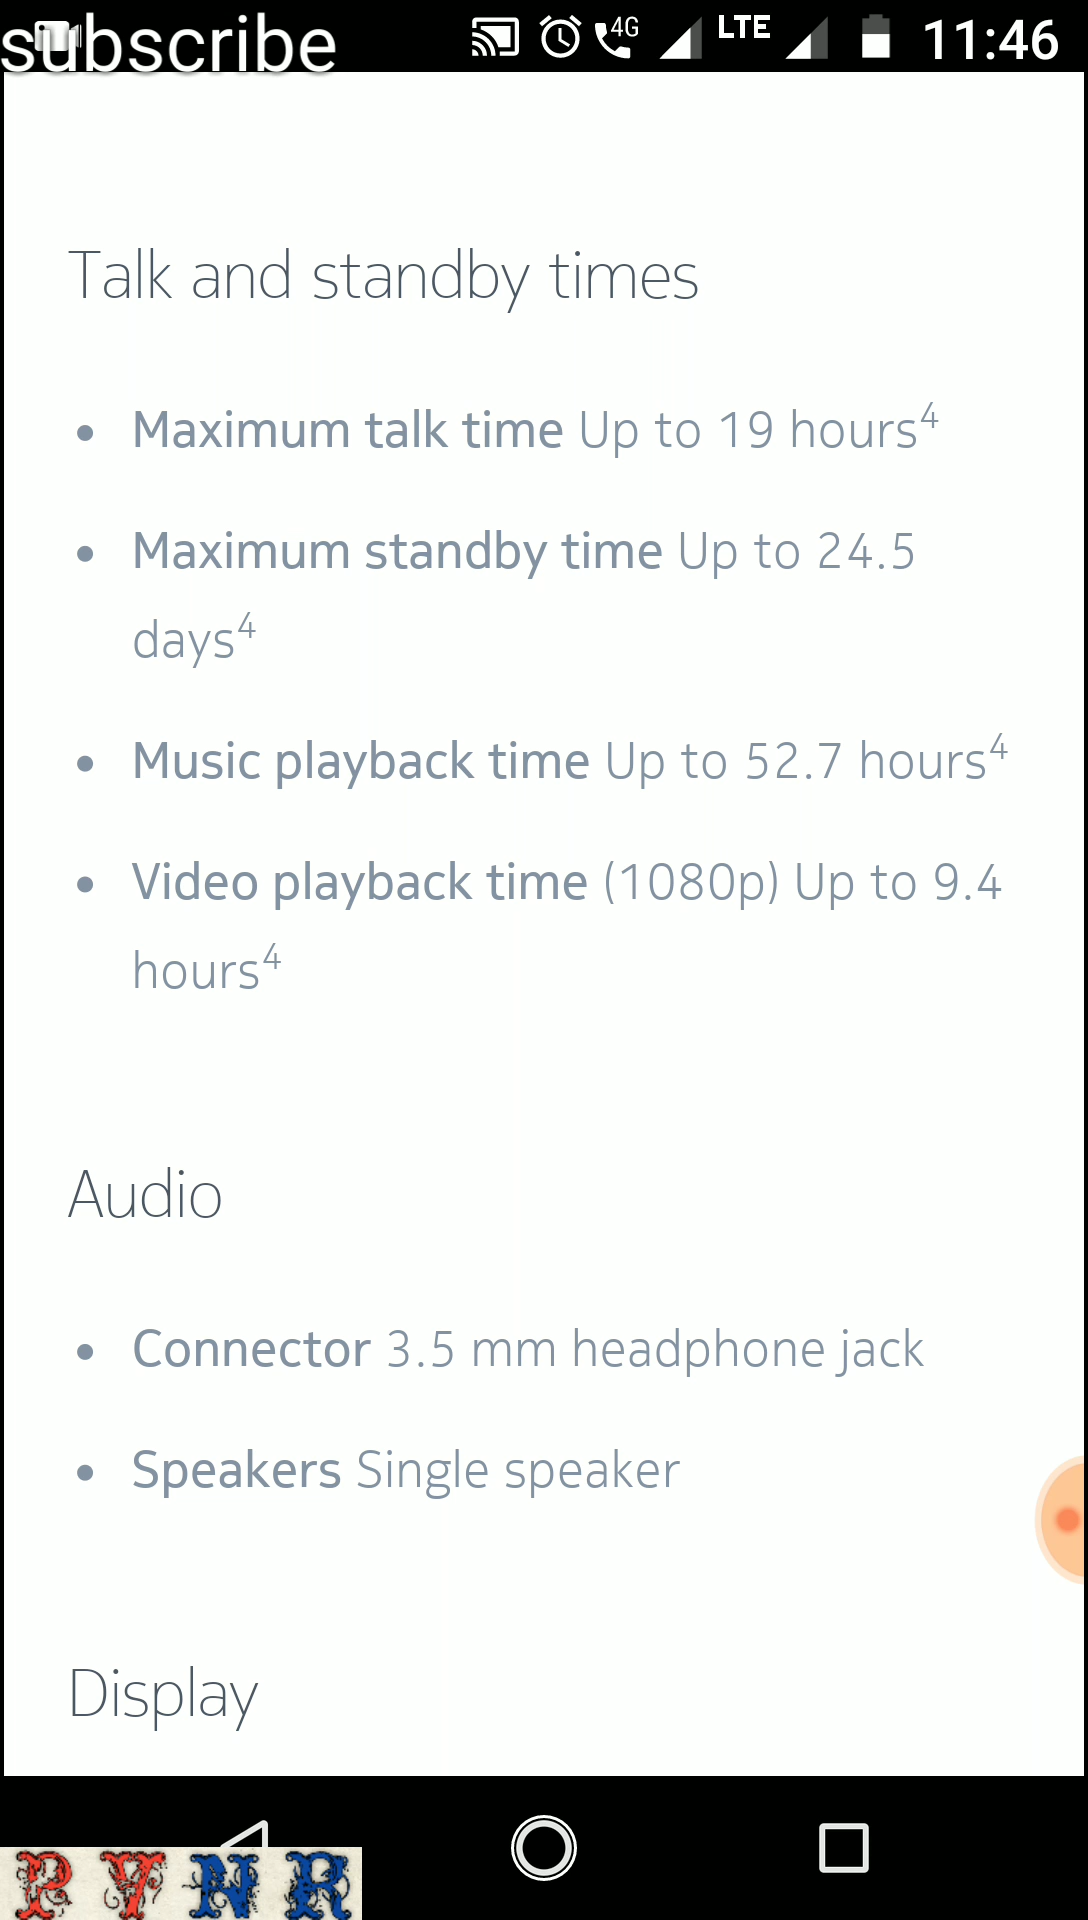 subscribe 4G LTE 11:46
Talk and standby times
• Maximum talk time Up to 19 hours⁴
• Maximum standby time Up to 24.5
days⁴
• Music playback time Up to 52.7 hours⁴
• Video playback time (1080p) Up to 9.4
hours⁴
Audio
• Connector 3.5 mm headphone jack
• Speakers Single speaker
Display
PVNR